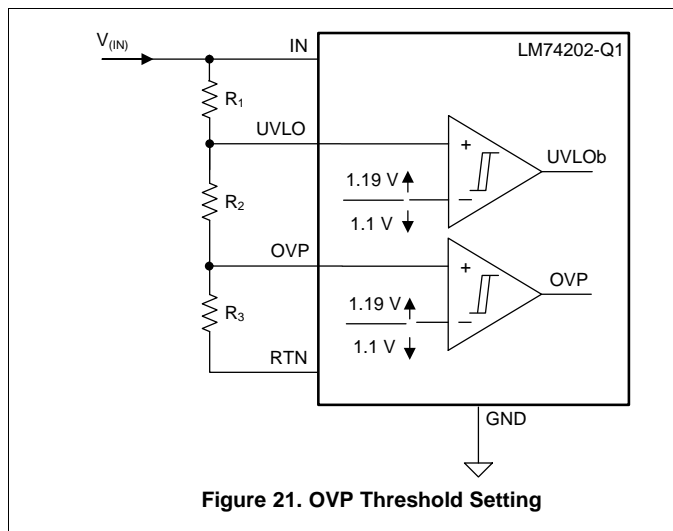 V(IN)
IN
LM74202-Q1
R1
UVLO
UVLOb
+
1.19 V
–
1.1 V
R2
OVP
+
OVP
1.19 V
–
1.1 V
R3
RTN
GND
Figure 21. OVP Threshold Setting